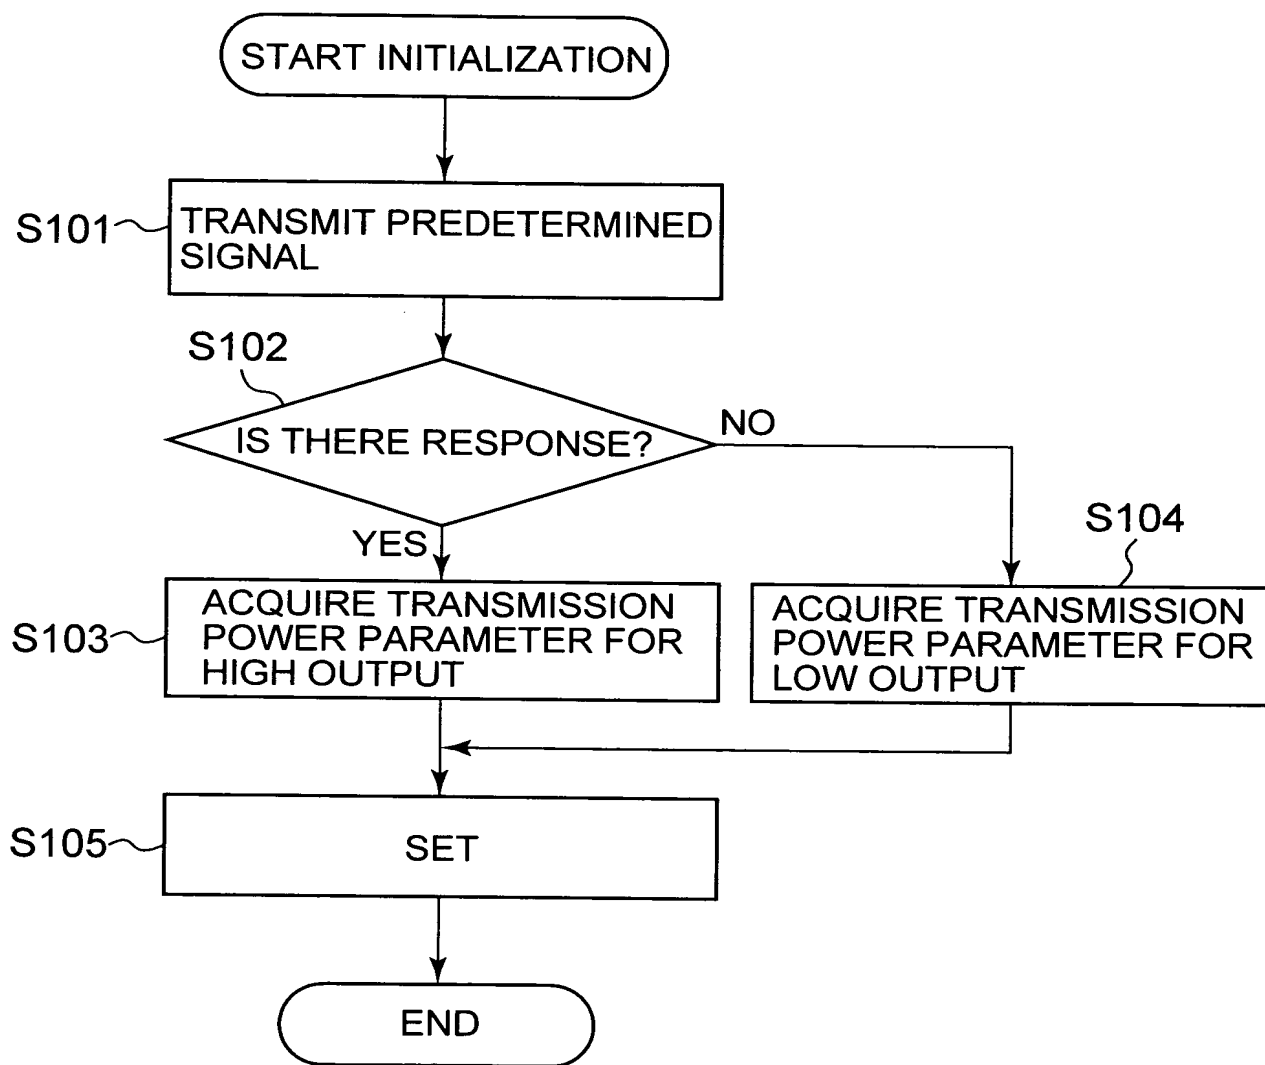 START INITIALIZATION
S101
TRANSMIT PREDETERMINED
SIGNAL
S102
IS THERE RESPONSE?
NO
YES
S103
ACQUIRE TRANSMISSION
POWER PARAMETER FOR
HIGH OUTPUT
S104
ACQUIRE TRANSMISSION
POWER PARAMETER FOR
LOW OUTPUT
S105
SET
END